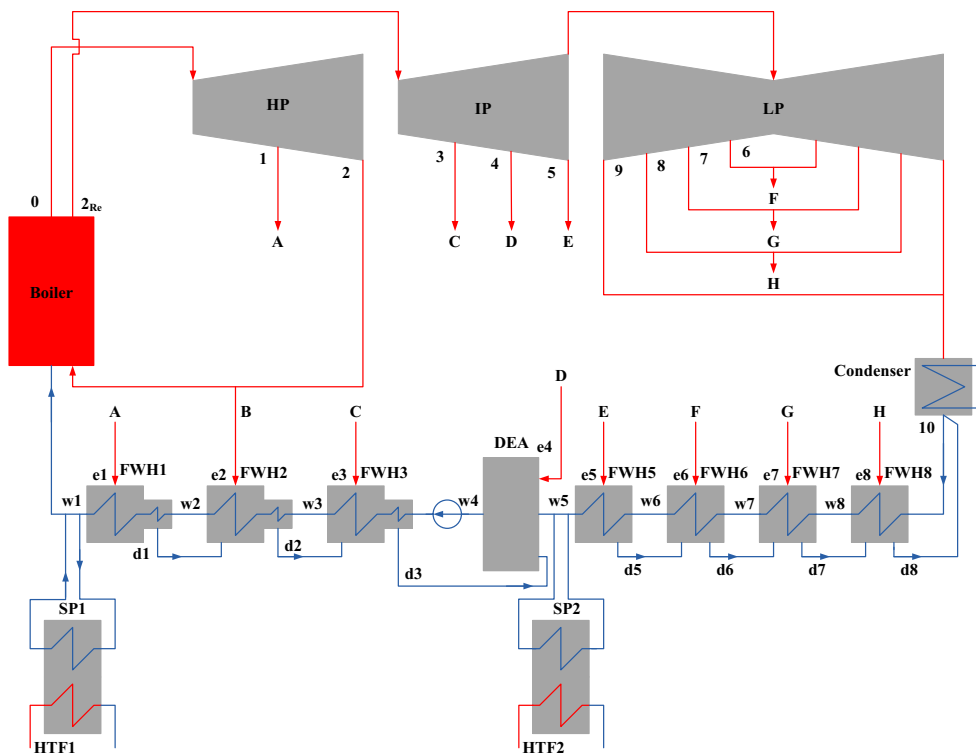 HP
IP
LP
1
2
3
4
5
6
7
8
9
0
2Re
A
C
D
E
F
G
H
Boiler
Condenser
10
A
B
C
D
E
F
G
H
DEA
e4
e1
FWH1
e2
FWH2
e3
FWH3
e5
FWH5
e6
FWH6
e7
FWH7
e8
FWH8
w1
w2
w3
w4
w5
w6
w7
w8
d1
d2
d3
d5
d6
d7
d8
SP1
SP2
HTF1
HTF2